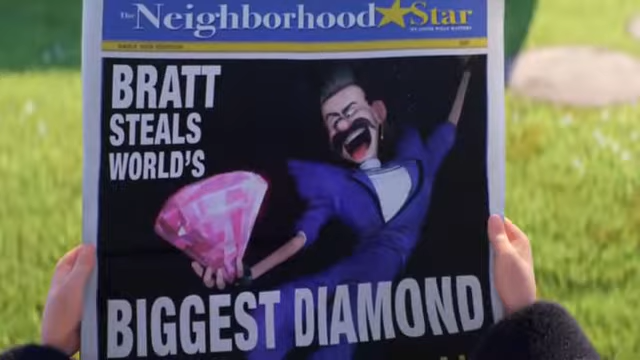 The Neighborhood Star
BRATT
STEALS
WORLD'S
BIGGEST DIAMOND